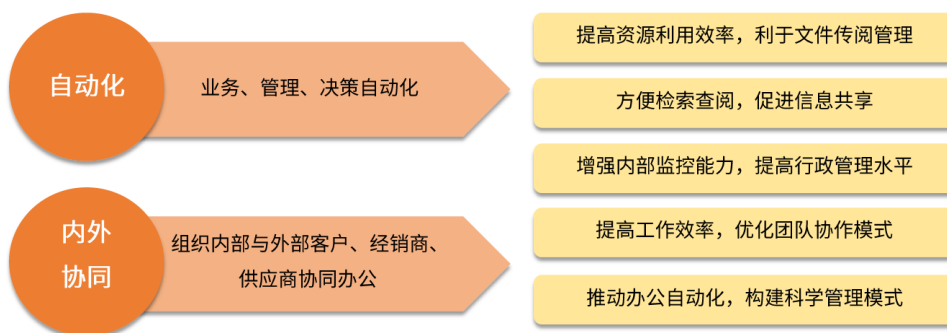 自动化
业务、管理、决策自动化
内外
协同
组织内部与外部客户、经销商、
供应商协同办公
提高资源利用效率，利于文件传阅管理
方便检索查阅，促进信息共享
增强内部监控能力，提高行政管理水平
提高工作效率，优化团队协作模式
推动办公自动化，构建科学管理模式